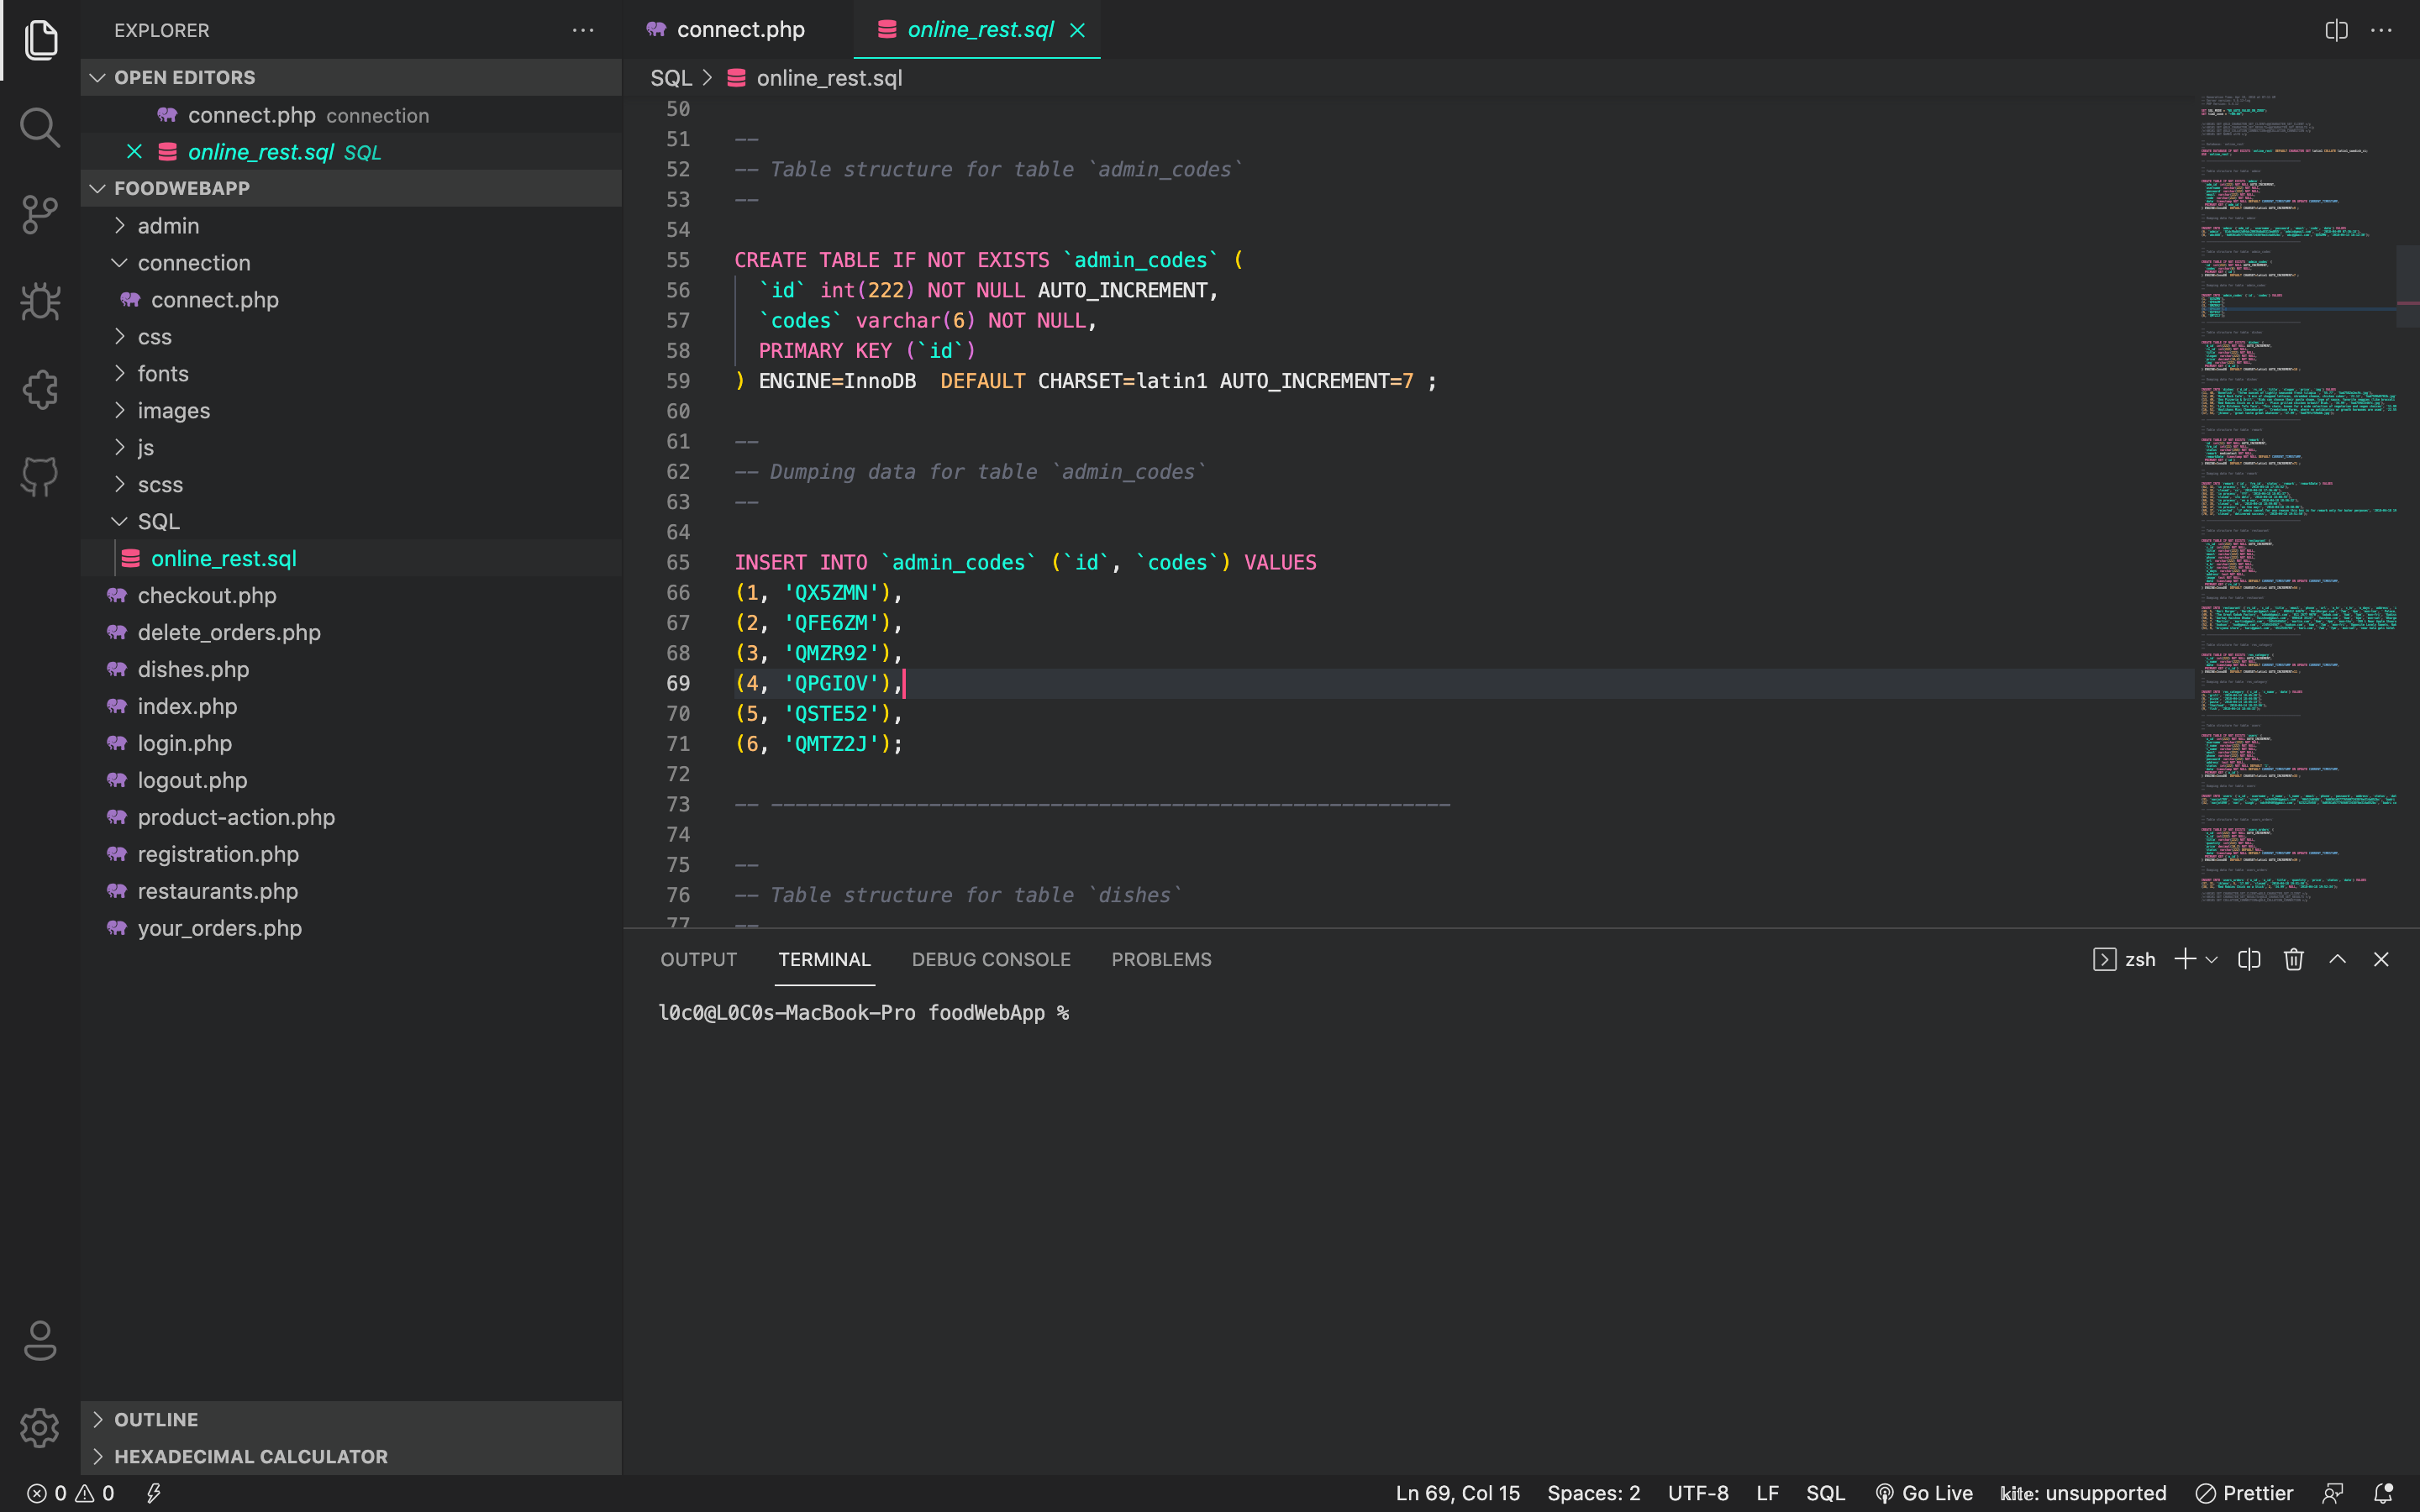 EXPLORER
OPEN EDITORS
connect.php connection
online_rest.sql SQL
FOODWEBAPP
admin
connection
connect.php
css
fonts
images
js
scss
SQL
online_rest.sql
checkout.php
delete_orders.php
dishes.php
index.php
login.php
logout.php
product-action.php
registration.php
restaurants.php
your_orders.php
OUTLINE
HEXADECIMAL CALCULATOR
connect.php
online_rest.sql
SQL > online_rest.sql
50
51 --
52 -- Table structure for table `admin_codes`
53 --
54
55 CREATE TABLE IF NOT EXISTS `admin_codes` (
56 `id` int(222) NOT NULL AUTO_INCREMENT,
57 `codes` varchar(6) NOT NULL,
58 PRIMARY KEY (`id`)
59 ) ENGINE=InnoDB  DEFAULT CHARSET=latin1 AUTO_INCREMENT=7 ;
60
61 --
62 -- Dumping data for table `admin_codes`
63 --
64
65 INSERT INTO `admin_codes` (`id`, `codes`) VALUES
66 (1, 'QX5ZMN'),
67 (2, 'QFE6ZM'),
68 (3, 'QMZR92'),
69 (4, 'QPGIOV'),
70 (5, 'QSTE52'),
71 (6, 'QMTZ2J');
72
73 -- --------------------------------------------------------
74
75 --
76 -- Table structure for table `dishes`
77 --
OUTPUT TERMINAL DEBUG CONSOLE PROBLEMS
zsh
l0c0@L0C0s-MacBook-Pro foodWebApp %
0 0
Ln 69, Col 15 Spaces: 2 UTF-8 LF SQL Go Live kite: unsupported Prettier